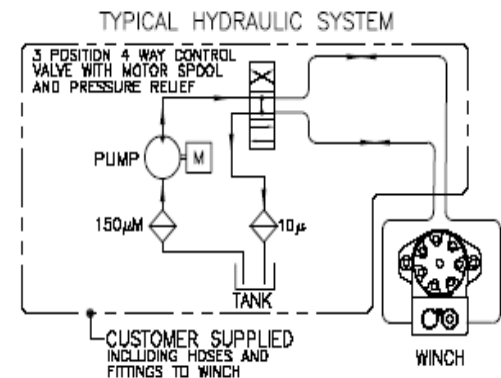 TYPICAL HYDRAULIC SYSTEM
3 POSITION 4 WAY CONTROL
VALVE WITH MOTOR SPOOL
AND PRESSURE RELIEF
PUMP
M
150μM
10μ
TANK
CUSTOMER SUPPLIED
INCLUDING HOSES AND
FITTINGS TO WINCH
WINCH